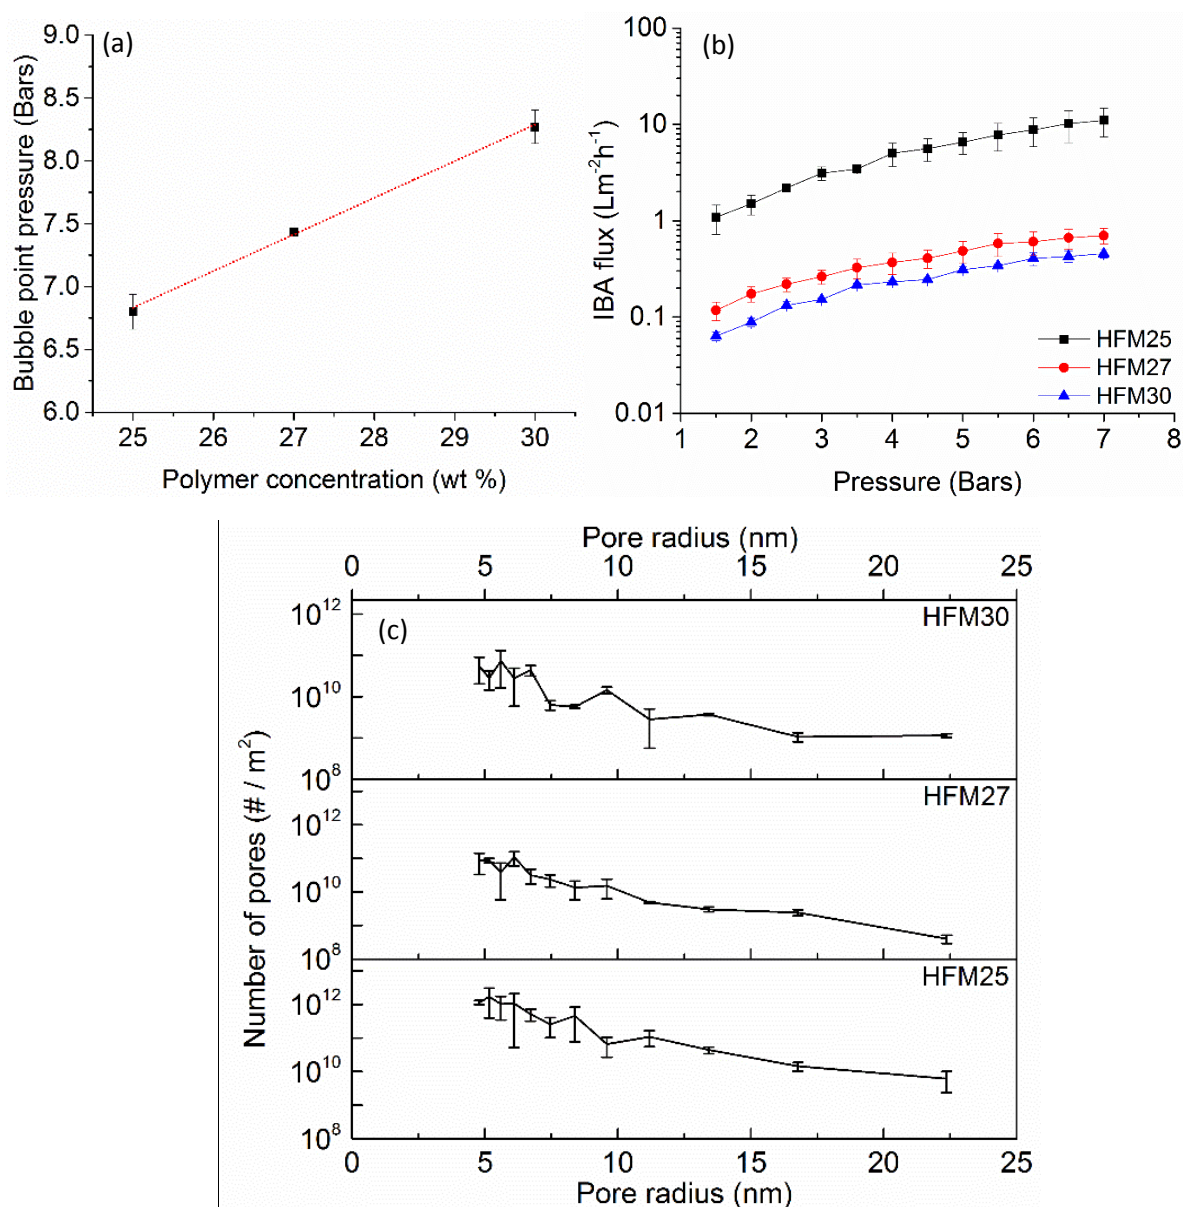 (a)
Bubble point pressure (Bars)
9.0
8.5
8.0
7.5
7.0
6.5
6.0
25 26 27 28 29 30
Polymer concentration (wt %)
(b)
IBA flux (Lm⁻²h⁻¹)
100
10
1
0.1
0.01
HFM25
HFM27
HFM30
1 2 3 4 5 6 7 8
Pressure (Bars)
Pore radius (nm)
0 5 10 15 20 25
(c)
Number of pores (# / m²)
HFM30
10¹²
10¹⁰
10⁸
HFM27
10¹²
10¹⁰
10⁸
HFM25
10¹²
10¹⁰
10⁸
0 5 10 15 20 25
Pore radius (nm)